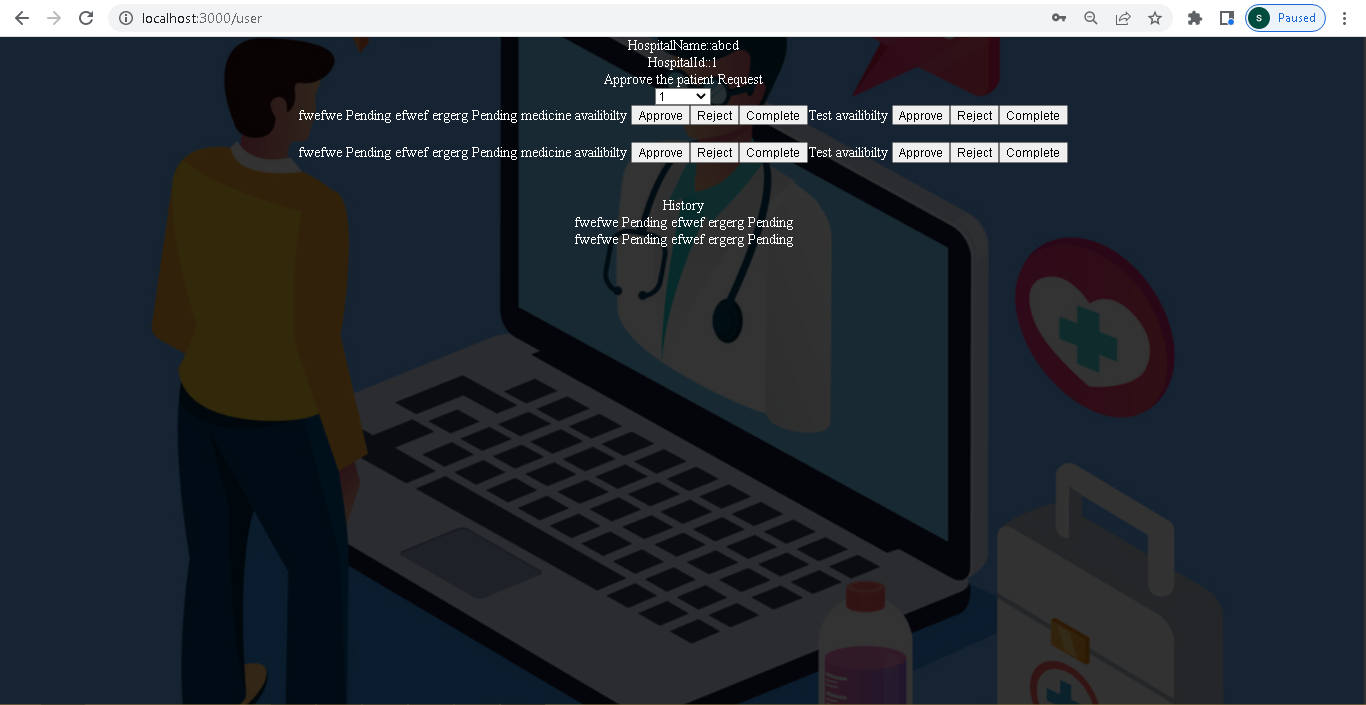 localhost:3000/user
S Paused
HospitalName::abcd
HospitalId::1
Approve the patient Request
1
fwefwe Pending efwef ergerg Pending medicine availibilty Approve Reject Complete Test availibilty Approve Reject Complete
fwefwe Pending efwef ergerg Pending medicine availibilty Approve Reject Complete Test availibilty Approve Reject Complete
History
fwefwe Pending efwef ergerg Pending
fwefwe Pending efwef ergerg Pending